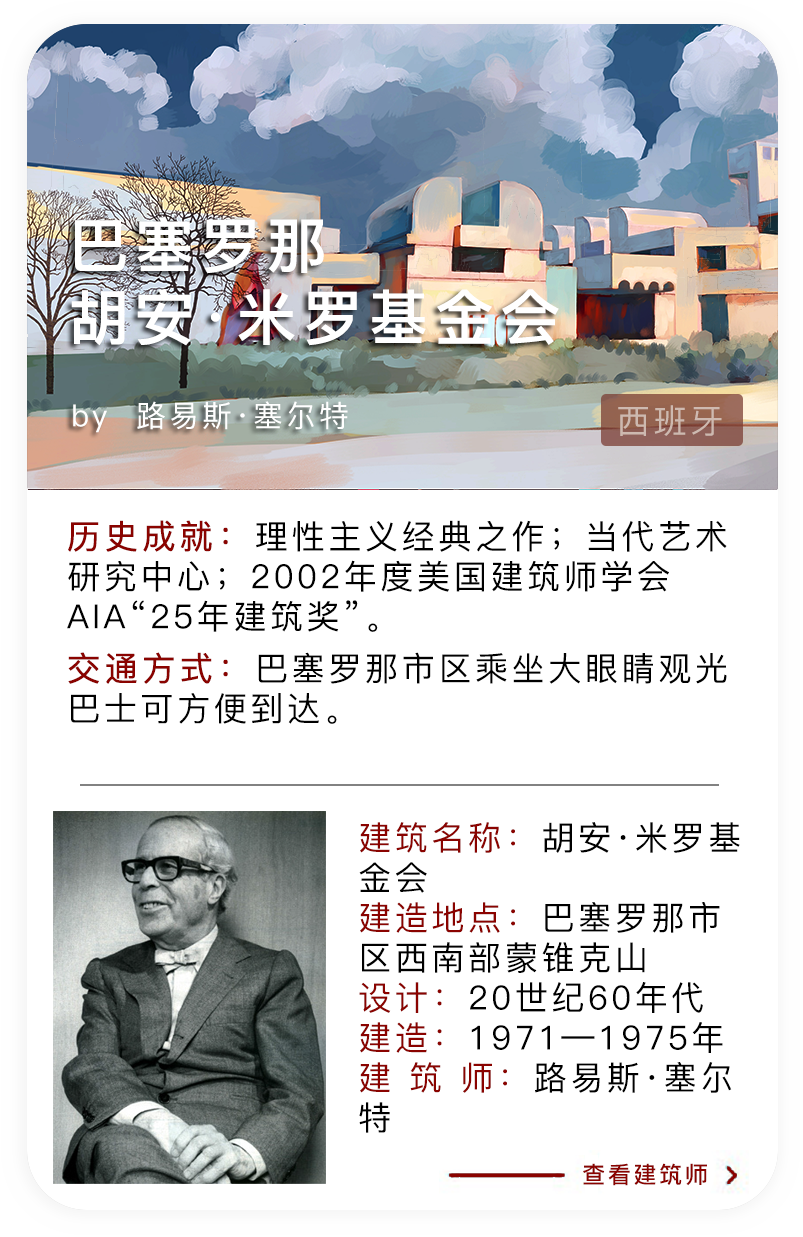 巴塞罗那
胡安·米罗基金会
by 路易斯·塞尔特
西班牙
历史成就：理性主义经典之作；当代艺术
研究中心；2002年度美国建筑师学会
AIA“25年建筑奖”。
交通方式：巴塞罗那市区乘坐大眼睛观光
巴士可方便到达。
建筑名称：胡安·米罗基
金会
建造地点：巴塞罗那市
区西南部蒙锥克山
设计：20世纪60年代
建造：1971—1975年
建 筑 师：路易斯·塞尔
特
查看建筑师